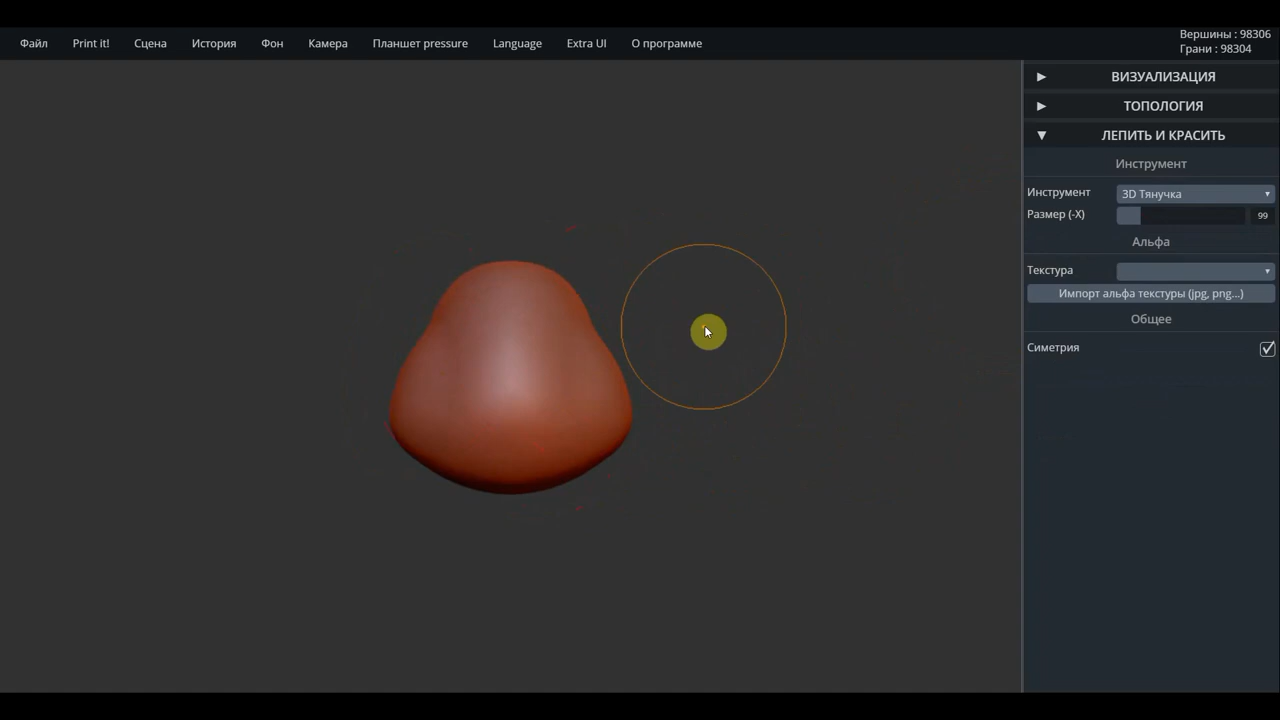 Файл Print it! Сцена История Фон Камера Планшет pressure Language Extra UI О программе
Вершины : 98306
Грани : 98304
ВИЗУАЛИЗАЦИЯ
ТОПОЛОГИЯ
ЛЕПИТЬ И КРАСИТЬ
Инструмент
Инструмент 3D Тянучка
Размер (-X) 99
Альфа
Текстура
Импорт альфа текстуры (jpg, png...)
Общее
Симетрия